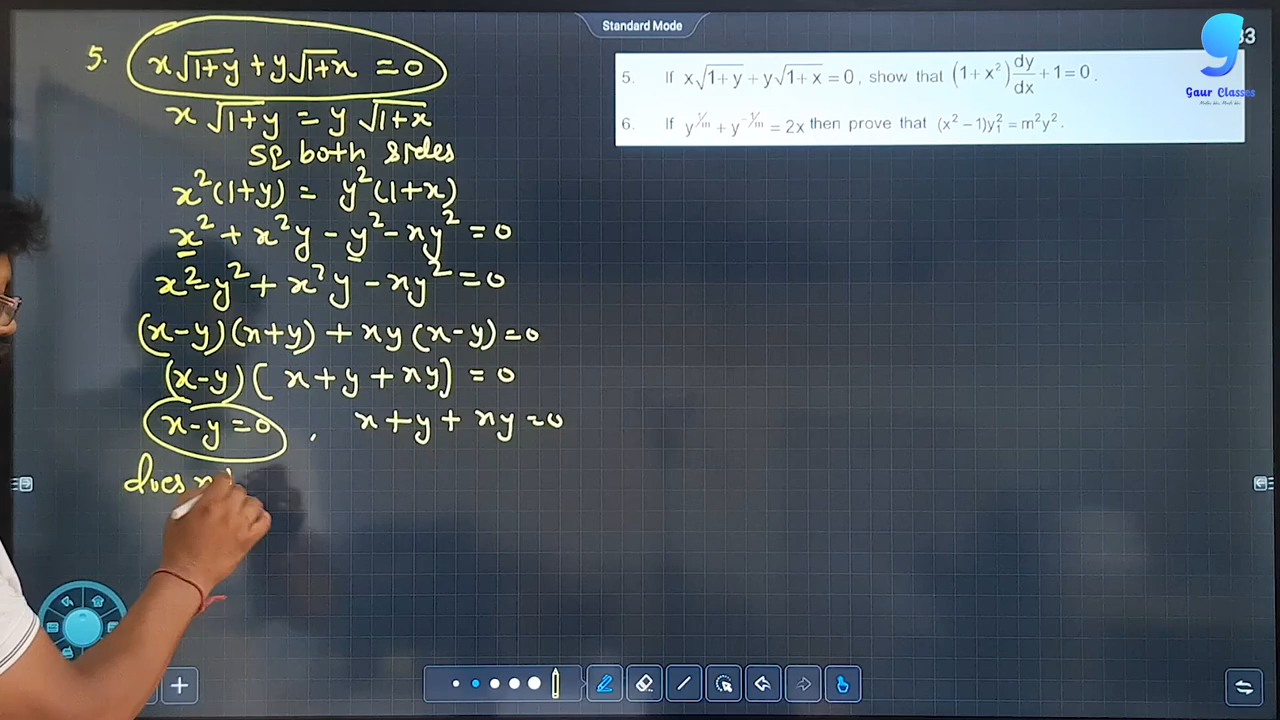 Standard Mode
33
Gaur Classes
5. x√1+y + y√1+x = 0
x √1+y = y √1+x
sq both sides
x²(1+y) = y²(1+x)
x² + x²y - y² - xy² = 0
x² - y² + x²y - xy² = 0
(x-y)(x+y) + xy(x-y) = 0
(x-y)[x+y+xy] = 0
x-y=0, x+y+xy=0
does
5. If x√1+y + y√1+x = 0, show that (1+x²) dy/dx + 1 = 0.
6. If y^1/m + y^-1/m = 2x then prove that (x² – 1)y₁² = m²y².